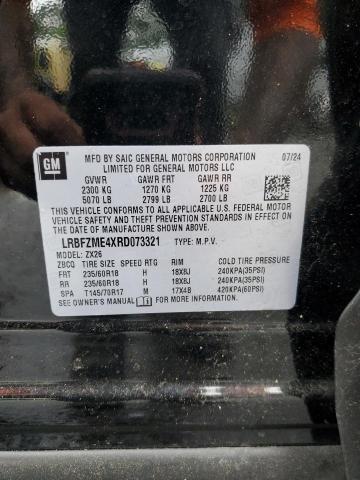 GM
MFD BY SAIC GENERAL MOTORS CORPORATION 07/24
LIMITED FOR GENERAL MOTORS LLC
GVWR GAWR FRT GAWR RR
2300 KG 1270 KG 1225 KG
5070 LB 2799 LB 2700 LB
THIS VEHICLE CONFORMS TO ALL APPLICABLE U.S. FEDERAL MOTOR
VEHICLE SAFETY AND THEFT PREVENTION STANDARDS IN EFFECT ON
THE DATE OF MANUFACTURE SHOWN ABOVE.
LRBFZME4XRD073321 TYPE: M.P.V.
MODEL: ZX26
ZBCQ TIRE SIZE SPEED RTG RIM COLD TIRE PRESSURE
FRT 235/60R18 H 18X8J 240KPA(35PSI)
RR 235/60R18 H 18X8J 240KPA(35PSI)
SPA T145/70R17 M 17X4B 420KPA(60PSI)
SEE OWNER'S MANUAL FOR MORE INFORMATION.